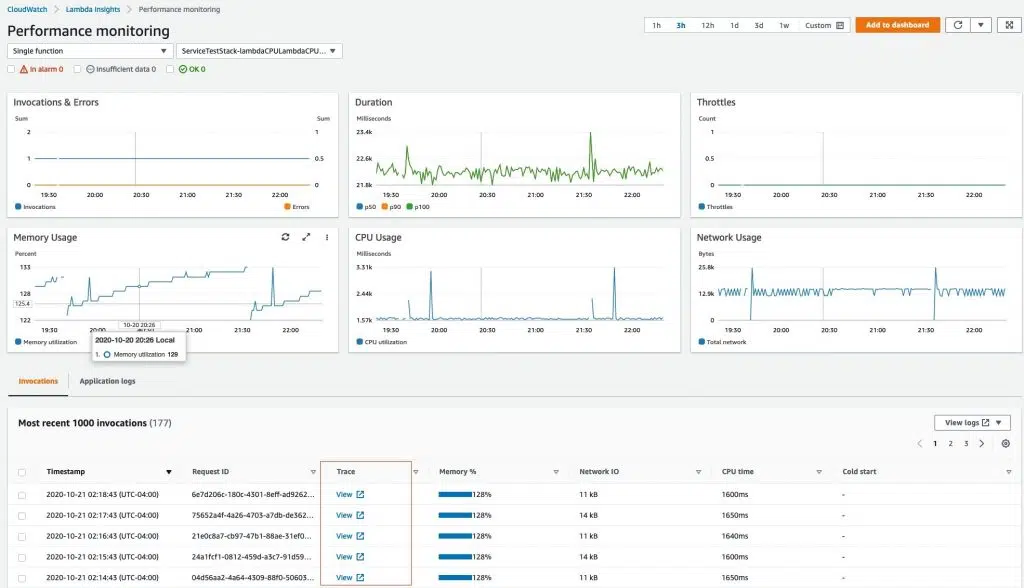 CloudWatch > Lambda Insights > Performance monitoring
Performance monitoring
1h 3h 12h 1d 3d 1w Custom Add to dashboard
Single function ServiceTestStack-lambdaCPULambdaCPU...
In alarm 0 Insufficient data 0 OK 0
Invocations & Errors
Sum Sum
2 1
1 0.5
0 0
19:30 20:00 20:30 21:00 21:30 22:00
Invocations Errors
Duration
Milliseconds
23.4k
22.6k
21.8k
19:30 20:00 20:30 21:00 21:30 22:00
p50 p90 p100
Throttles
Count
1
0.5
0
19:30 20:00 20:30 21:00 21:30 22:00
Throttles
Memory Usage
Percent
133
128
125.4
122
19:30 20:00 21:00 21:30 22:00
10-20 20:26
Memory utilization
2020-10-20 20:26 Local
1. Memory utilization 129
CPU Usage
Milliseconds
3.31k
2.44k
1.57k
19:30 20:00 20:30 21:00 21:30 22:00
CPU utilization
Network Usage
Bytes
25.8k
12.9k
0
19:30 20:00 20:30 21:00 21:30 22:00
Total network
Invocations Application logs
Most recent 1000 invocations (177) View logs
1 2 3
Timestamp Request ID Trace Memory % Network IO CPU time Cold start
2020-10-21 02:18:43 (UTC-04:00) 6e7d206c-180c-4301-8eff-ad9262... View 128% 11 kB 1600ms -
2020-10-21 02:17:43 (UTC-04:00) 75652a4f-4a26-4703-a7db-de362... View 128% 14 kB 1650ms -
2020-10-21 02:16:43 (UTC-04:00) 21e0c8a7-cb97-47b1-88ae-31ef0... View 128% 11 kB 1640ms -
2020-10-21 02:15:43 (UTC-04:00) 24a1fcf1-0812-459d-a3c7-91d59... View 128% 14 kB 1600ms -
2020-10-21 02:14:43 (UTC-04:00) 04d56aa2-4a64-4309-88f0-50603... View 128% 11 kB 1650ms -